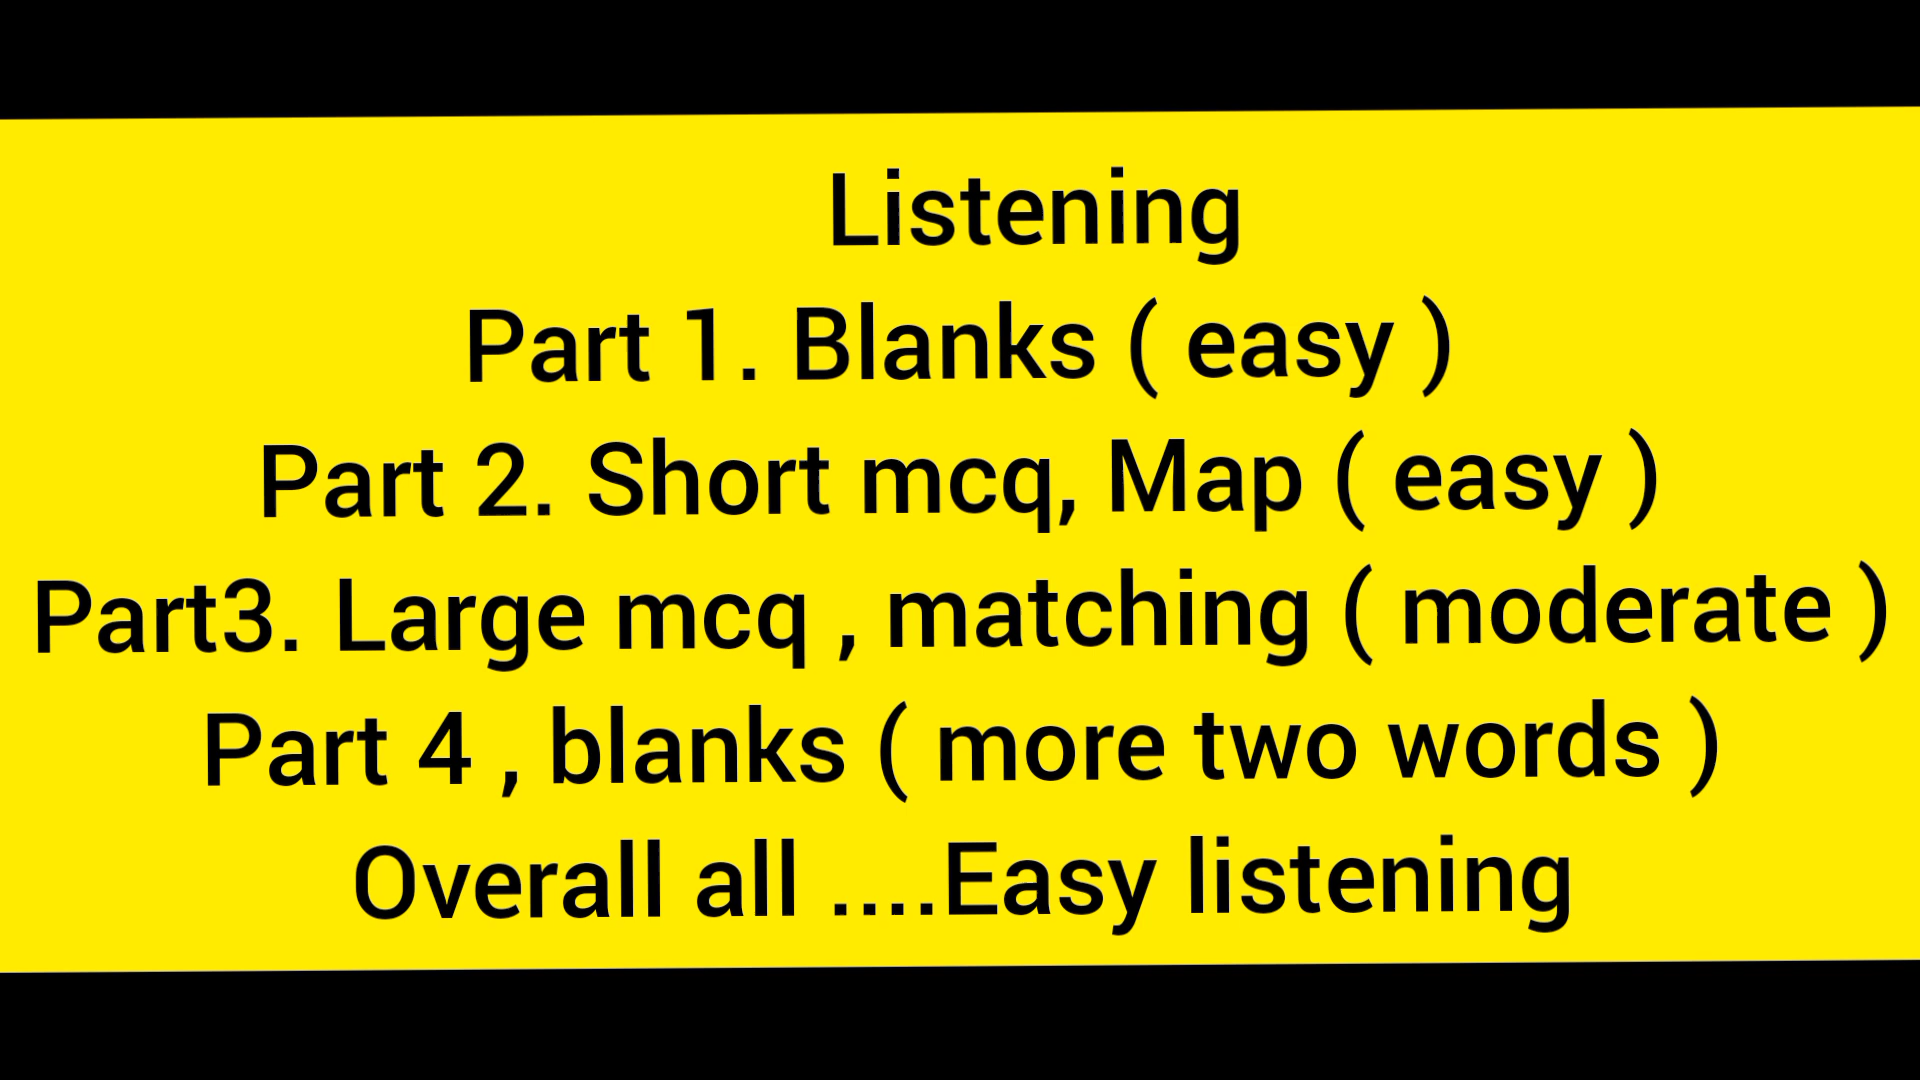 Listening
Part 1. Blanks ( easy )
Part 2. Short mcq, Map ( easy )
Part3. Large mcq , matching ( moderate )
Part 4 , blanks ( more two words )
Overall all ....Easy listening